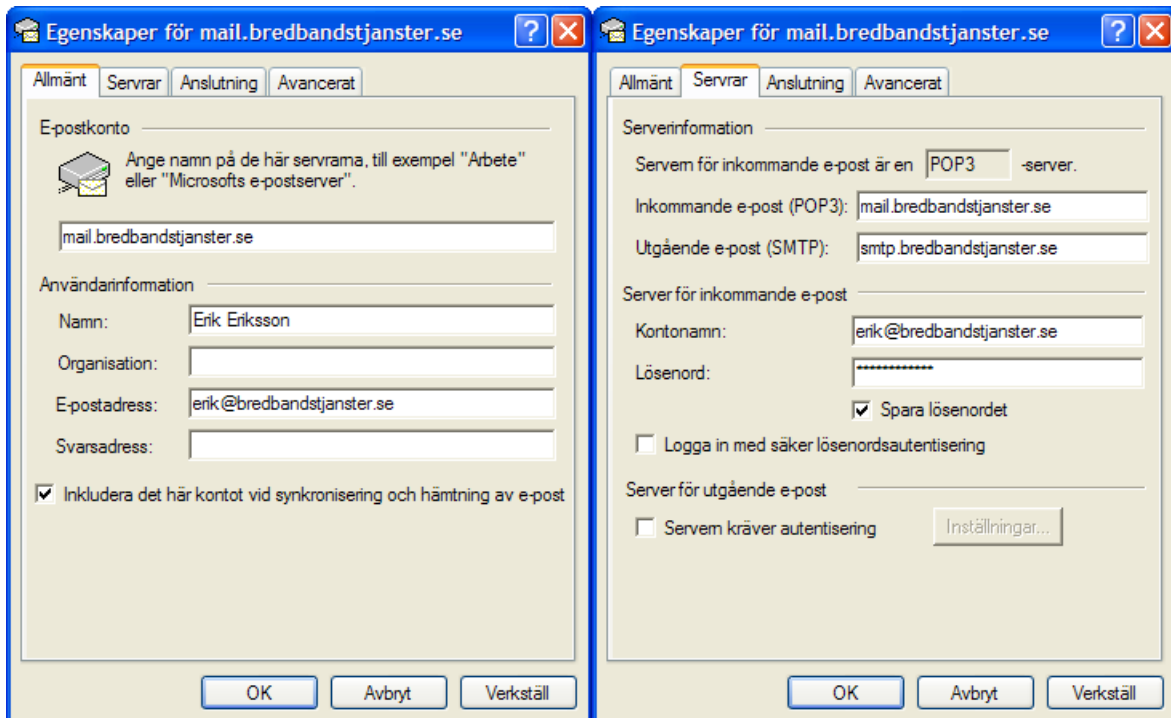 Egenskaper för mail.bredbandstjanster.se
Allmänt Servrar Anslutning Avancerat
E-postkonto
Ange namn på de här servrarna, till exempel "Arbete"
eller "Microsofts e-postserver".
mail.bredbandstjanster.se
Användarinformation
Namn: Erik Eriksson
Organisation:
E-postadress: erik@bredbandstjanster.se
Svarsadress:
Inkludera det här kontot vid synkronisering och hämtning av e-post
OK Avbryt Verkställ
Egenskaper för mail.bredbandstjanster.se
Allmänt Servrar Anslutning Avancerat
Serverinformation
Servern för inkommande e-post är en POP3 -server.
Inkommande e-post (POP3): mail.bredbandstjanster.se
Utgående e-post (SMTP): smtp.bredbandstjanster.se
Server för inkommande e-post
Kontonamn: erik@bredbandstjanster.se
Lösenord: ************
Spara lösenordet
Logga in med säker lösenordsautentisering
Server för utgående e-post
Servern kräver autentisering Inställningar...
OK Avbryt Verkställ